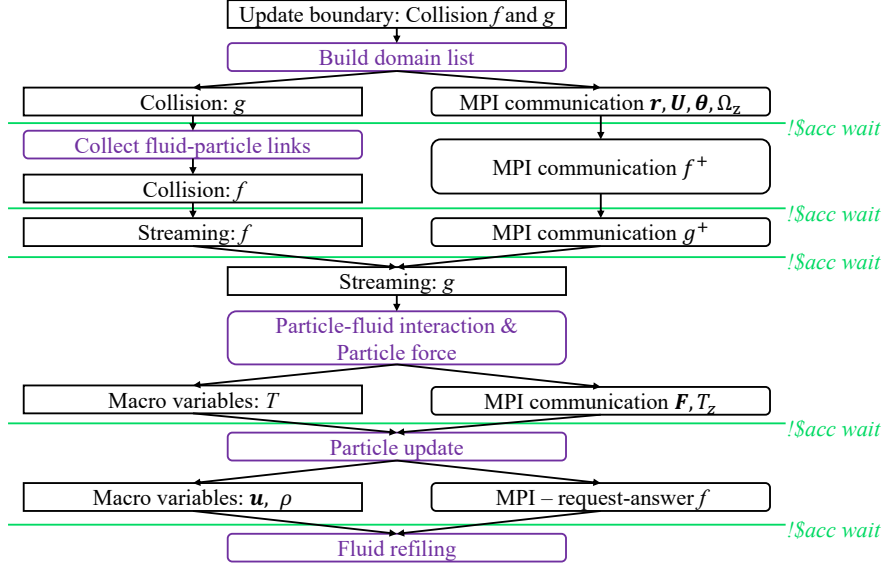 Update boundary: Collision f and g
Build domain list
Collision: g
MPI communication r, U, θ, Ω_z
!$acc wait
Collect fluid-particle links
MPI communication f⁺
Collision: f
!$acc wait
Streaming: f
MPI communication g⁺
!$acc wait
Streaming: g
Particle-fluid interaction &
Particle force
Macro variables: T
MPI communication F, T_z
!$acc wait
Particle update
Macro variables: u, ρ
MPI – request-answer f
!$acc wait
Fluid refiling